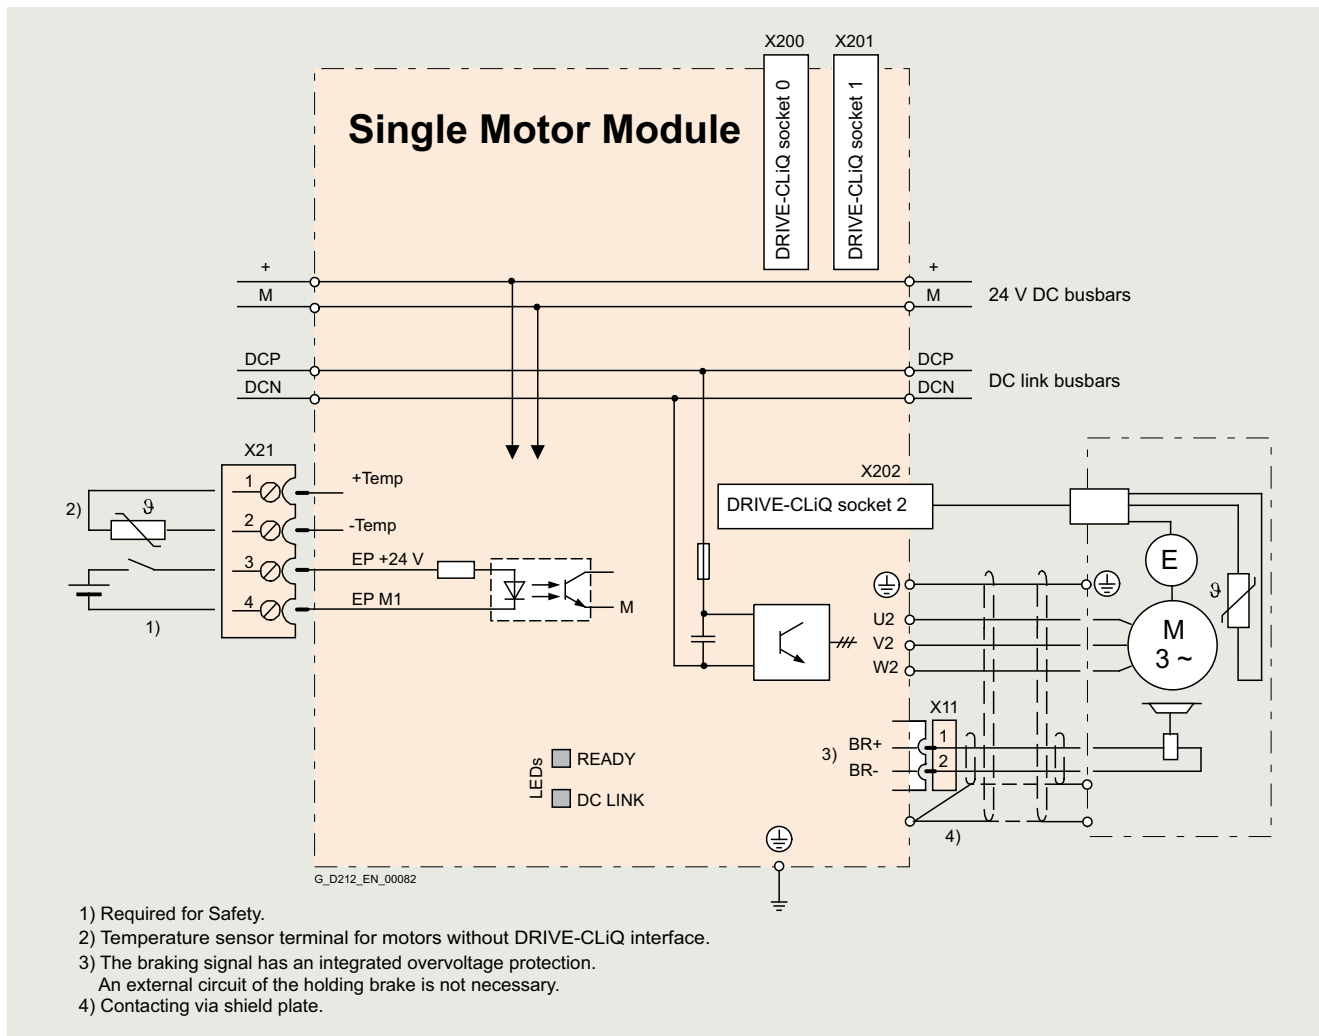 X200
X201
DRIVE-CLiQ socket 0
DRIVE-CLiQ socket 1
Single Motor Module
+
M
+
M
24 V DC busbars
DCP
DCN
DCP
DCN
DC link busbars
X21
1
2
3
4
2)
ϑ
1)
+Temp
-Temp
EP +24 V
EP M1
M
X202
DRIVE-CLiQ socket 2
U2
V2
W2
E
ϑ
M
3 ~
X11
1
2
3)
BR+
BR-
4)
LEDs
READY
DC LINK
G_D212_EN_00082
1) Required for Safety.
2) Temperature sensor terminal for motors without DRIVE-CLiQ interface.
3) The braking signal has an integrated overvoltage protection.
An external circuit of the holding brake is not necessary.
4) Contacting via shield plate.